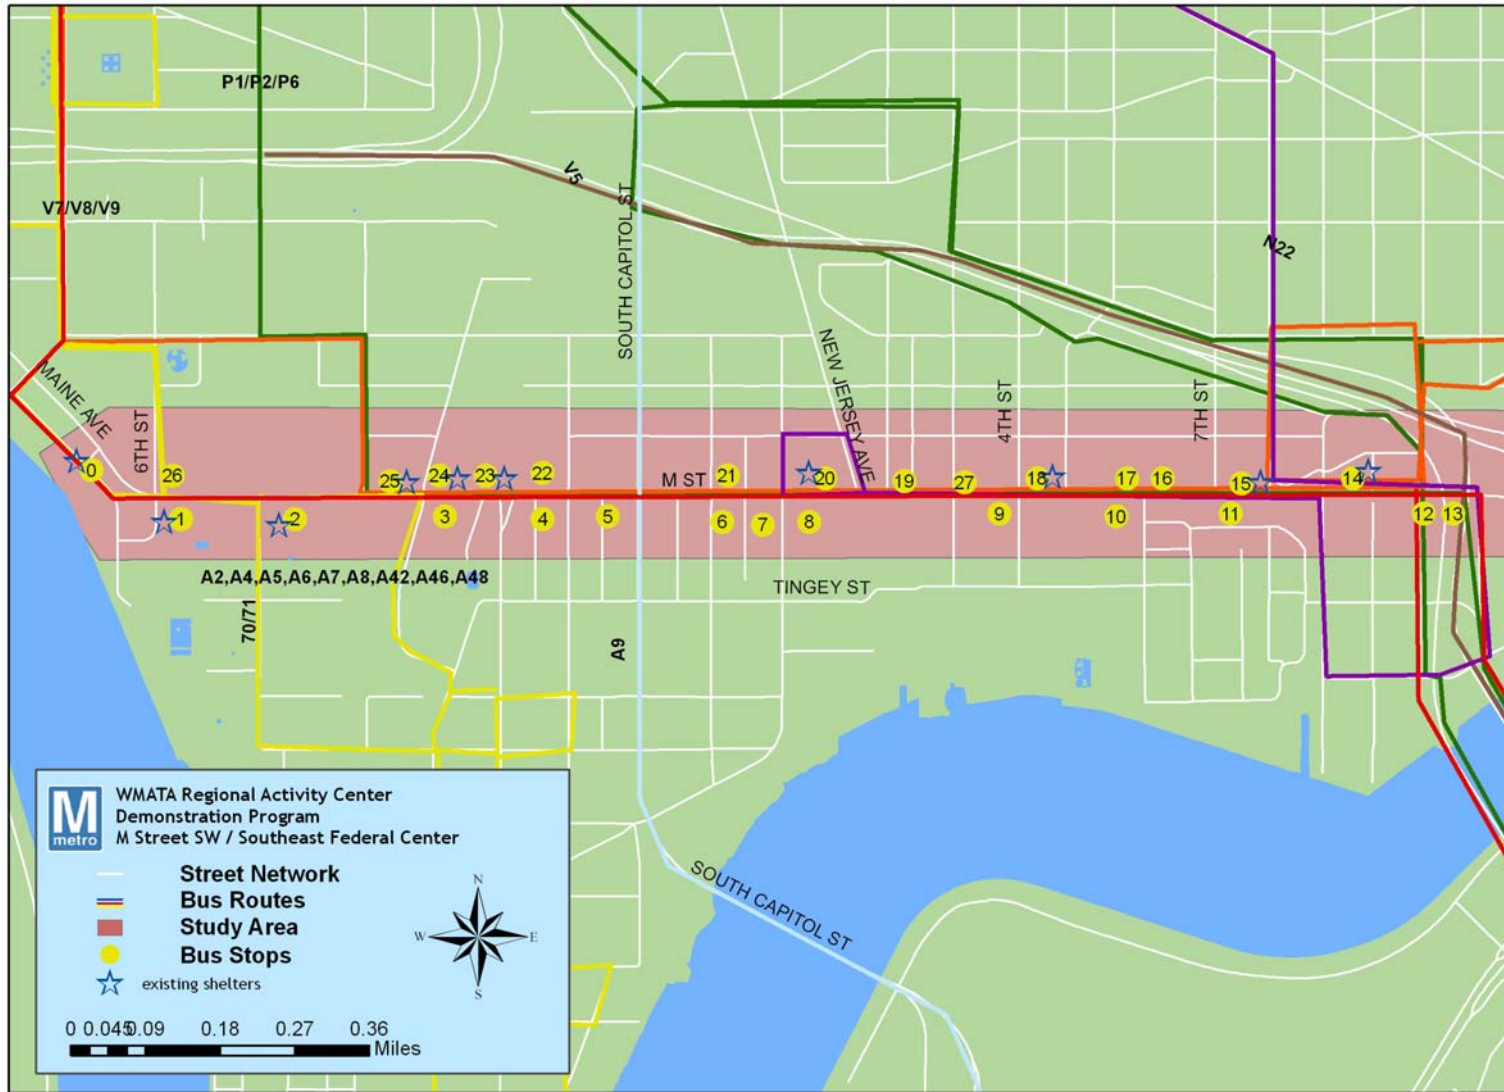 P1/P2/P6
V5
V7/V8/V9
SOUTH CAPITOL ST
N22
MAINE AVE
6TH ST
NEW JERSEY AVE
4TH ST
7TH ST
0
26
25
24
23
22
M ST
21
20
19
27
18
17
16
15
14
1
2
3
4
5
6
7
8
9
10
11
12
13
A2,A4,A5,A6,A7,A8,A42,A46,A48
TINGEY ST
70/71
A9
SOUTH CAPITOL ST
M
metro
WMATA Regional Activity Center
Demonstration Program
M Street SW / Southeast Federal Center
Street Network
Bus Routes
Study Area
Bus Stops
existing shelters
N
W
E
S
0 0.045 0.09 0.18 0.27 0.36
Miles